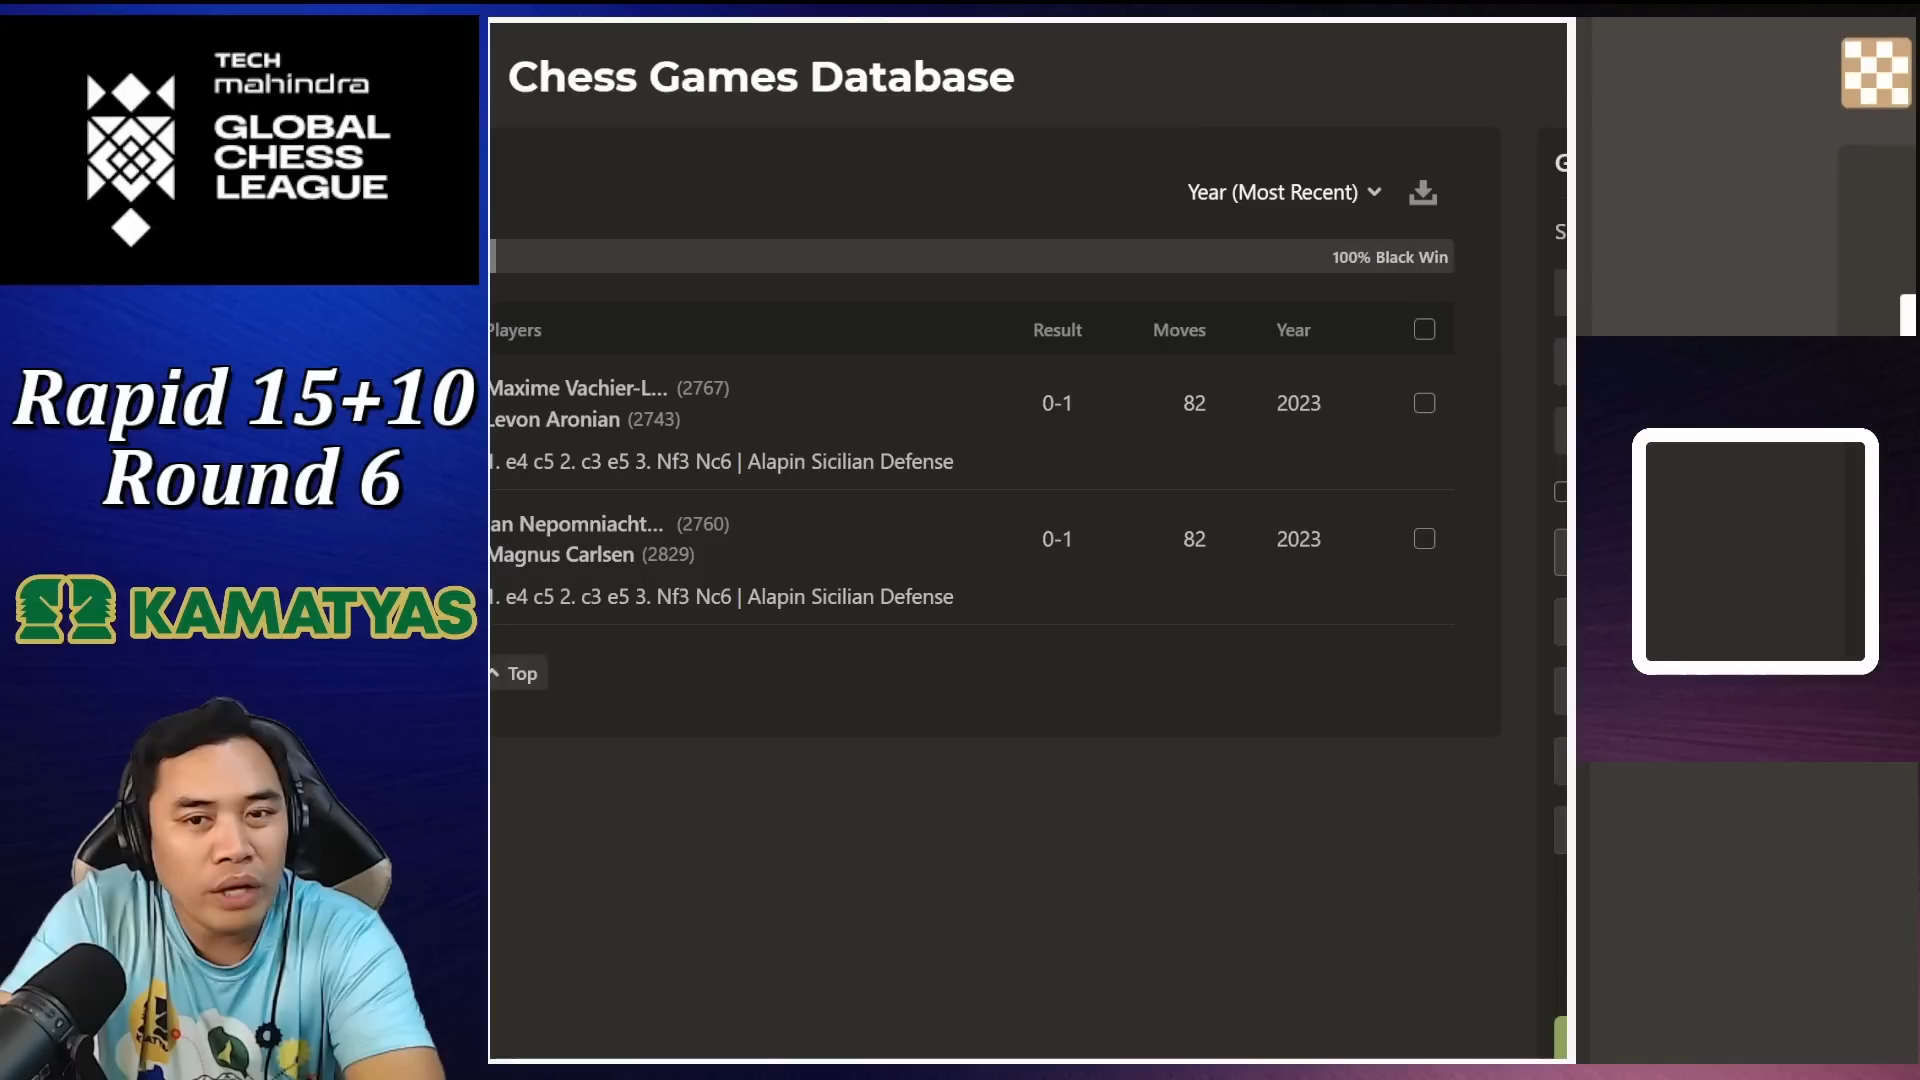 TECH
mahindra
GLOBAL
CHESS
LEAGUE
Rapid 15+10
Round 6
KAMATYAS
Chess Games Database
Year (Most Recent)
100% Black Win
Players Result Moves Year
Maxime Vachier-L... (2767)
Levon Aronian (2743)
0-1 82 2023
1. e4 c5 2. c3 e5 3. Nf3 Nc6 | Alapin Sicilian Defense
an Nepomniacht... (2760)
Magnus Carlsen (2829)
0-1 82 2023
1. e4 c5 2. c3 e5 3. Nf3 Nc6 | Alapin Sicilian Defense
Top
G
S